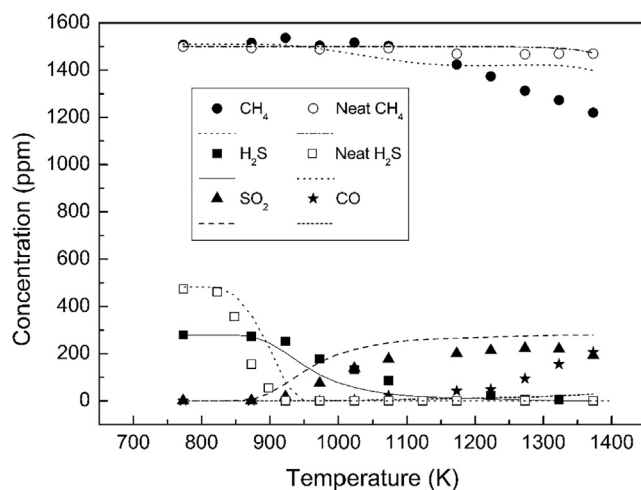 1600
1400
1200
1000
800
600
400
200
0
Concentration (ppm)
CH₄ Neat CH₄
H₂S Neat H₂S
SO₂ CO
700 800 900 1000 1100 1200 1300 1400
Temperature (K)